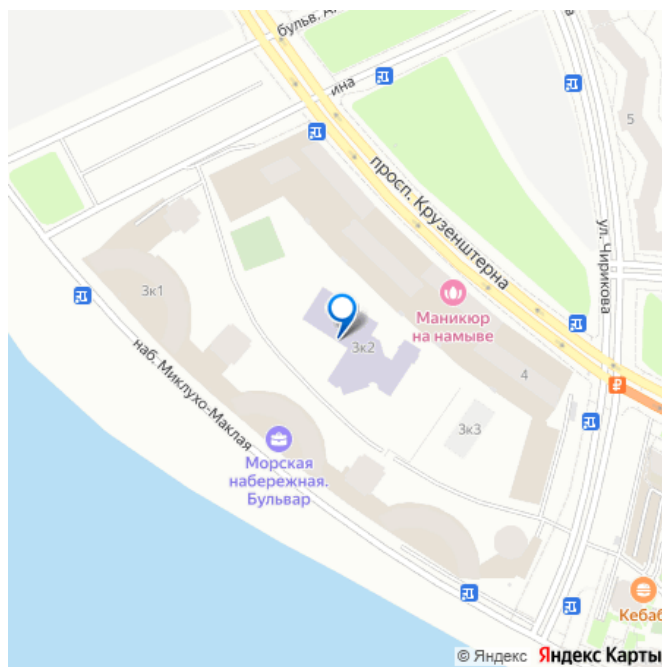 бульв. А
ина
5
просп. Крузенштерна
ул. Чирикова
3к1
Маникюр
на намыве
3к2
4
наб. Миклухо-Маклая
3к3
Морская
набережная.
Бульвар
Кебаб
© Яндекс Яндекс Карты